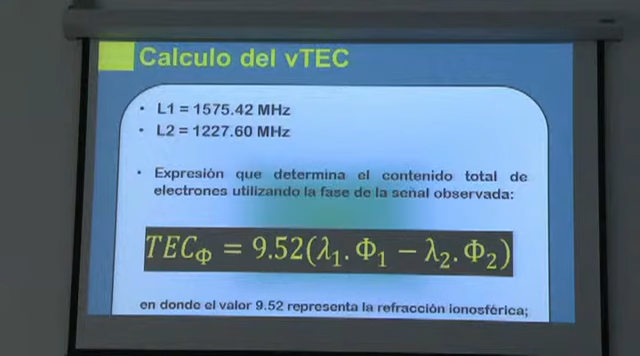 Calculo del vTEC
• L1 = 1575.42 MHz
• L2 = 1227.60 MHz
• Expresión que determina el contenido total de
electrones utilizando la fase de la señal observada:
TEC_Φ = 9.52(λ₁.Φ₁ − λ₂.Φ₂)
en donde el valor 9.52 representa la refracción ionosférica;